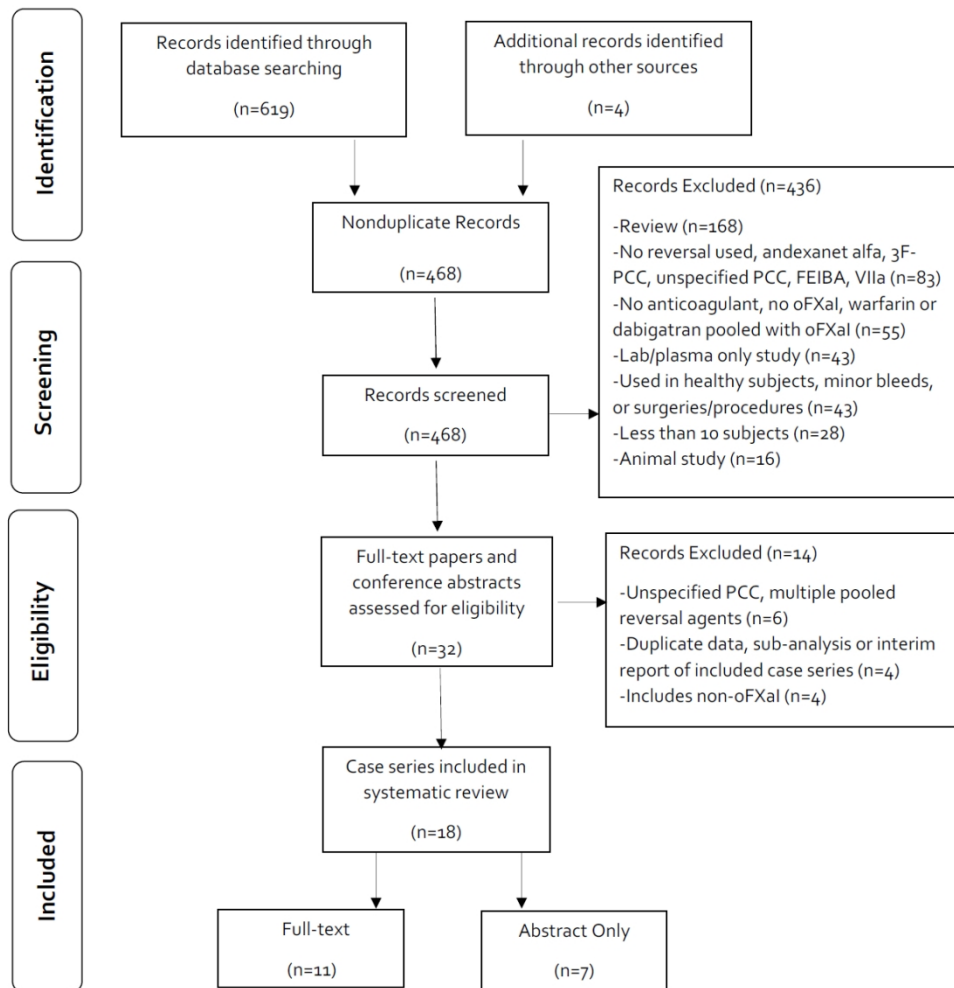 Identification
Records identified through
database searching
(n=619)
Additional records identified
through other sources
(n=4)
Nonduplicate Records
(n=468)
Screening
Records screened
(n=468)
Records Excluded (n=436)
-Review (n=168)
-No reversal used, andexanet alfa, 3F-
PCC, unspecified PCC, FEIBA, VIIa (n=83)
-No anticoagulant, no oFXaI, warfarin or
dabigatran pooled with oFXaI (n=55)
-Lab/plasma only study (n=43)
-Used in healthy subjects, minor bleeds,
or surgeries/procedures (n=43)
-Less than 10 subjects (n=28)
-Animal study (n=16)
Eligibility
Full-text papers and
conference abstracts
assessed for eligibility
(n=32)
Records Excluded (n=14)
-Unspecified PCC, multiple pooled
reversal agents (n=6)
-Duplicate data, sub-analysis or interim
report of included case series (n=4)
-Includes non-oFXaI (n=4)
Included
Case series included in
systematic review
(n=18)
Full-text
(n=11)
Abstract Only
(n=7)